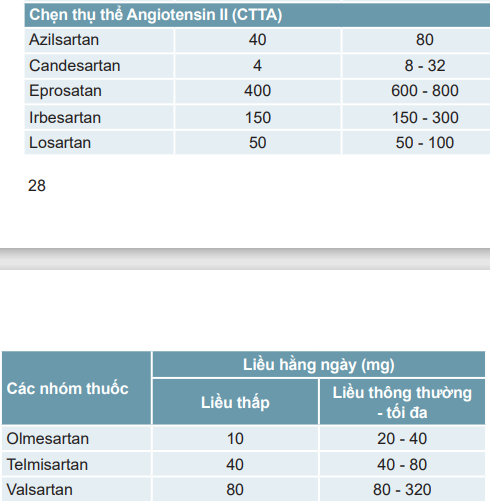 Chẹn thụ thể Angiotensin II (CTTA)
Azilsartan 40 80
Candesartan 4 8 - 32
Eprosatan 400 600 - 800
Irbesartan 150 150 - 300
Losartan 50 50 - 100
28
Các nhóm thuốc
Liều hằng ngày (mg)
Liều thấp
Liều thông thường
- tối đa
Olmesartan 10 20 - 40
Telmisartan 40 40 - 80
Valsartan 80 80 - 320